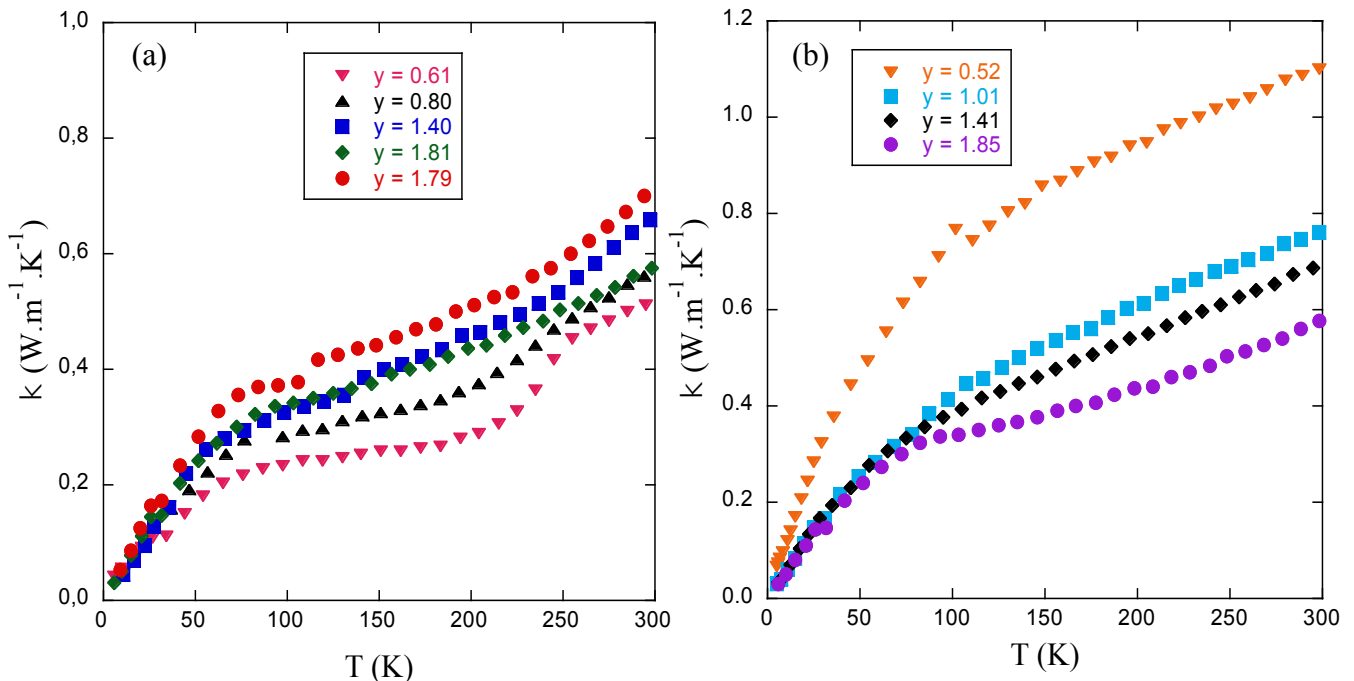 (a)
y = 0.61
y = 0.80
y = 1.40
y = 1.81
y = 1.79
1,0
0,8
0,6
0,4
0,2
0,0
0 50 100 150 200 250 300
k (W.m⁻¹.K⁻¹)
T (K)
(b)
y = 0.52
y = 1.01
y = 1.41
y = 1.85
1.2
1.0
0.8
0.6
0.4
0.2
0.0
0 50 100 150 200 250 300
k (W.m⁻¹.K⁻¹)
T (K)